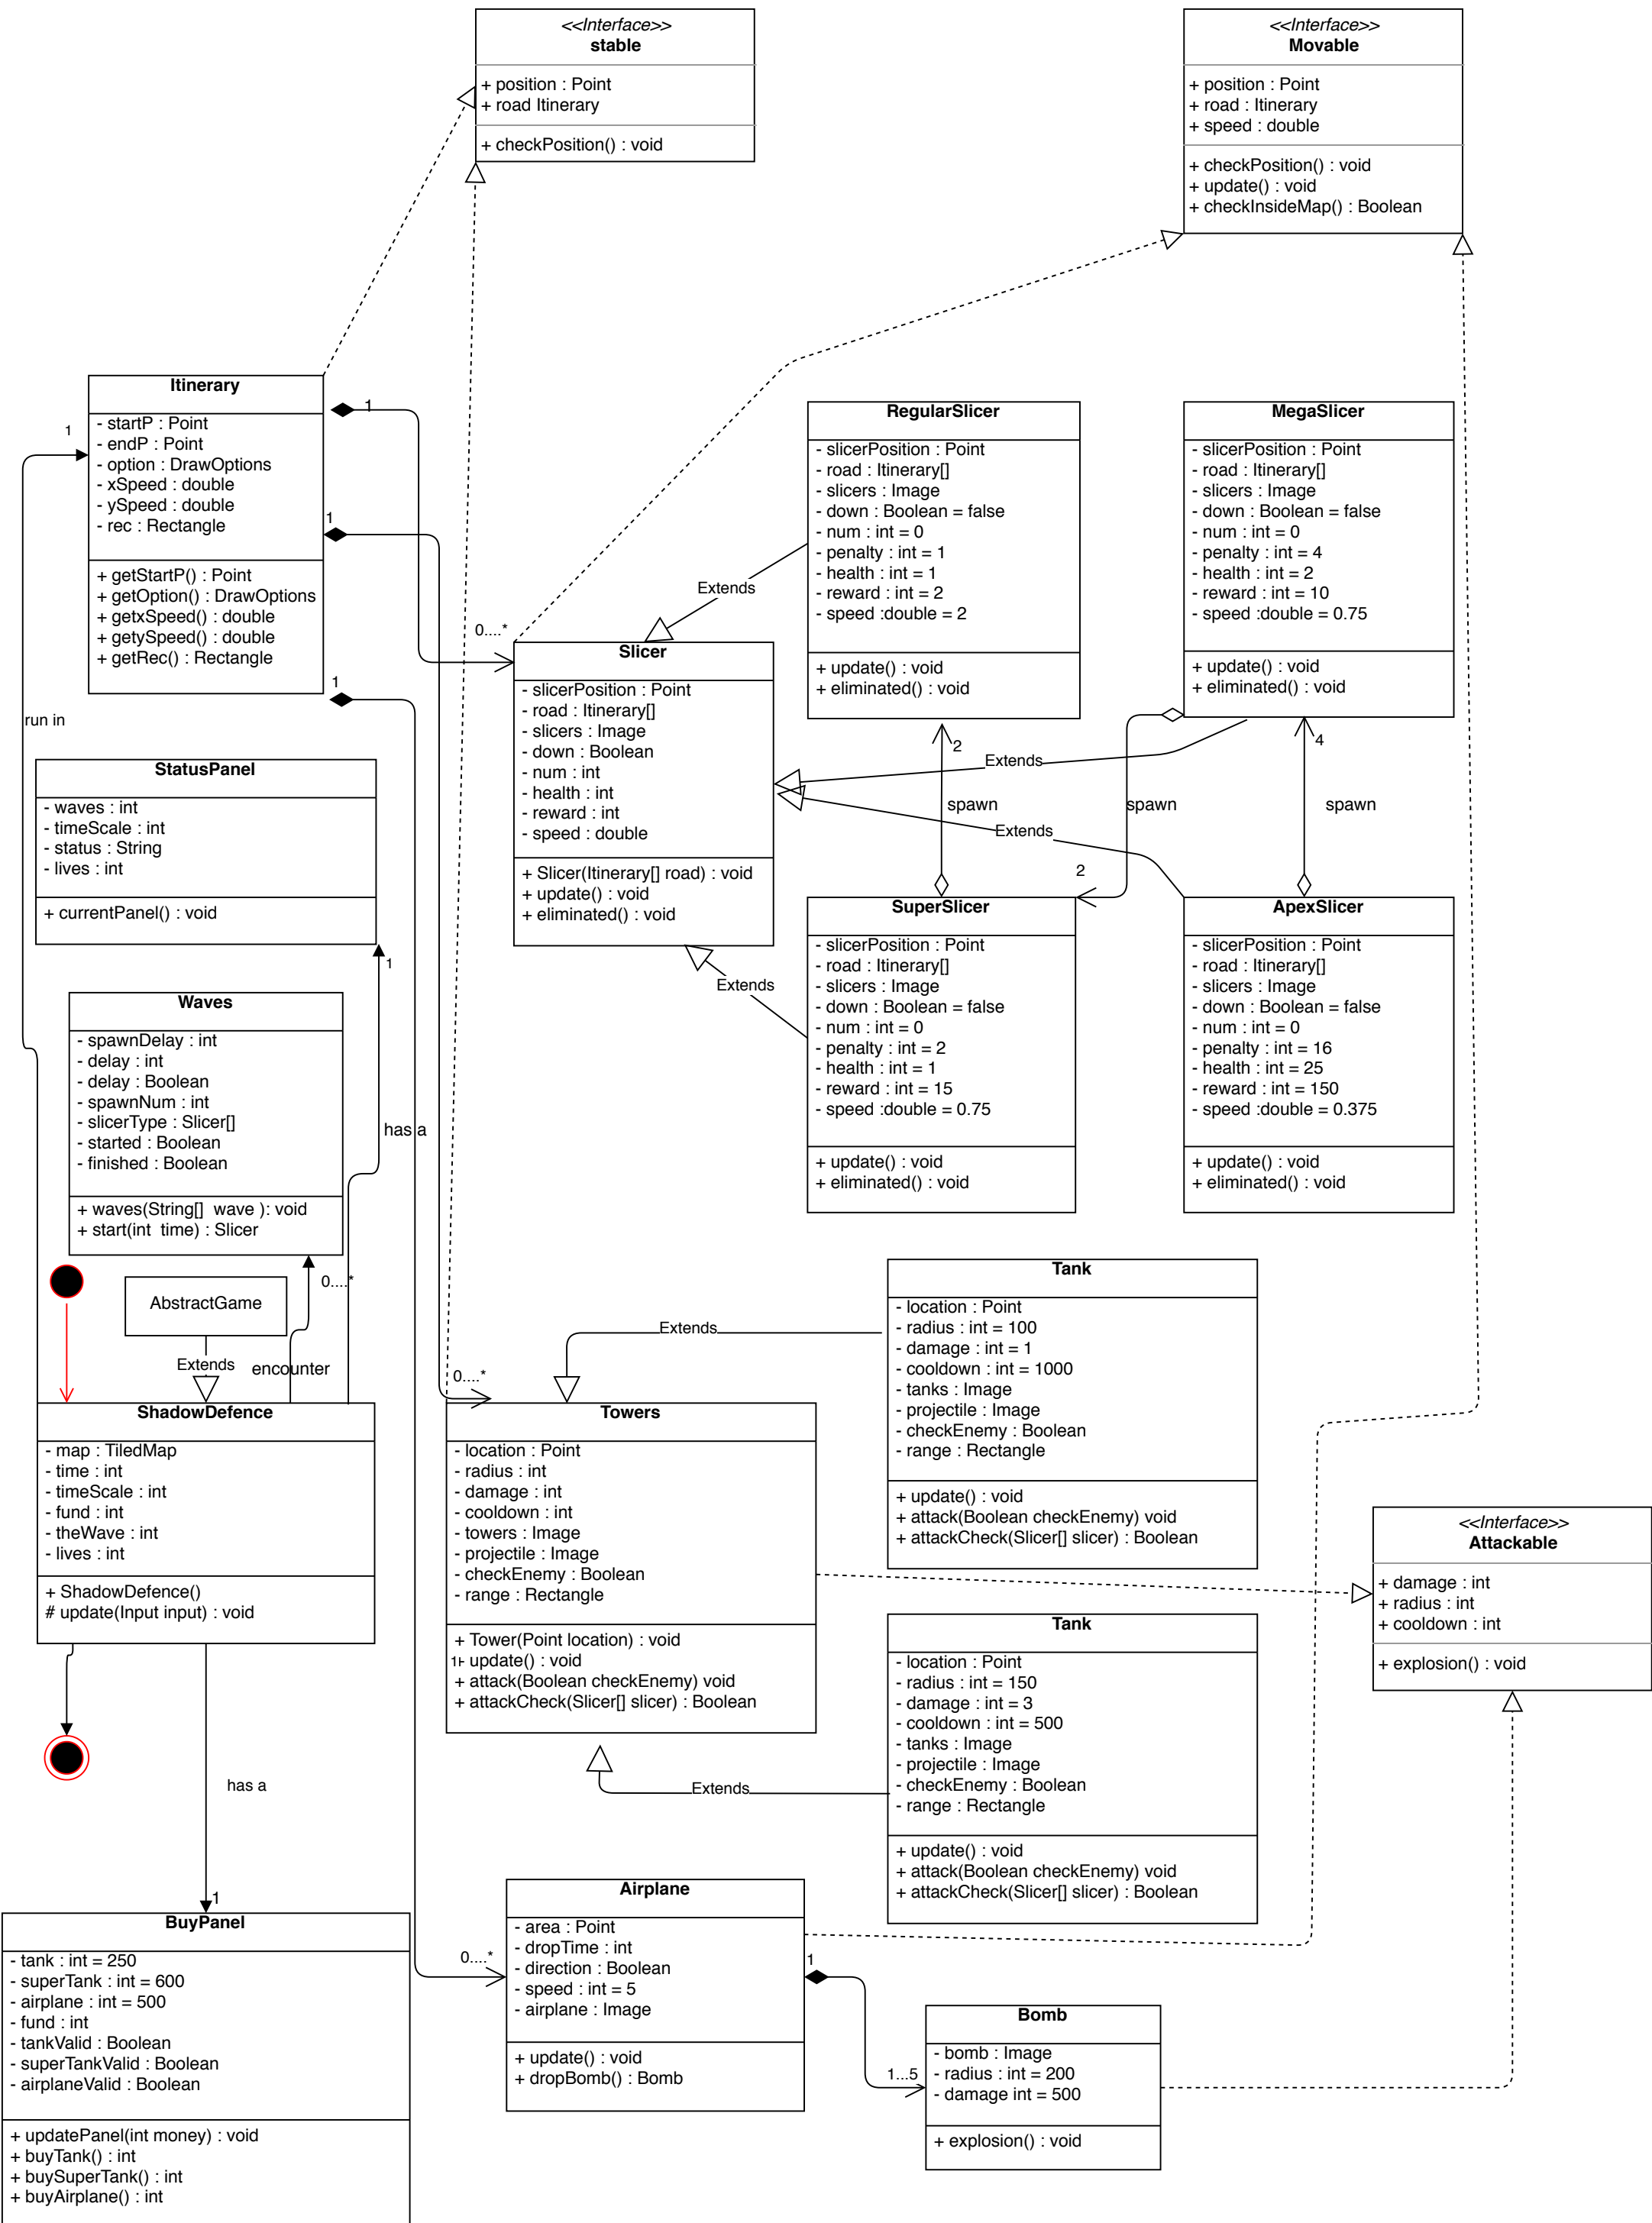 <<Interface>>
stable
+ position : Point
+ road Itinerary
+ checkPosition() : void
<<Interface>>
Movable
+ position : Point
+ road : Itinerary
+ speed : double
+ checkPosition() : void
+ update() : void
+ checkInsideMap() : Boolean
Itinerary
- startP : Point
- endP : Point
- option : DrawOptions
- xSpeed : double
- ySpeed : double
- rec : Rectangle
+ getStartP() : Point
+ getOption() : DrawOptions
+ getxSpeed() : double
+ getySpeed() : double
+ getRec() : Rectangle
1
1
1
1
run in
RegularSlicer
- slicerPosition : Point
- road : Itinerary[]
- slicers : Image
- down : Boolean = false
- num : int = 0
- penalty : int = 1
- health : int = 1
- reward : int = 2
- speed :double = 2
+ update() : void
+ eliminated() : void
MegaSlicer
- slicerPosition : Point
- road : Itinerary[]
- slicers : Image
- down : Boolean = false
- num : int = 0
- penalty : int = 4
- health : int = 2
- reward : int = 10
- speed :double = 0.75
+ update() : void
+ eliminated() : void
Extends
0....*
Slicer
- slicerPosition : Point
- road : Itinerary[]
- slicers : Image
- down : Boolean
- num : int
- health : int
- reward : int
- speed : double
+ Slicer(Itinerary[] road) : void
+ update() : void
+ eliminated() : void
2
Extends
4
spawn
spawn
spawn
Extends
2
Extends
StatusPanel
- waves : int
- timeScale : int
- status : String
- lives : int
+ currentPanel() : void
1
has a
SuperSlicer
- slicerPosition : Point
- road : Itinerary[]
- slicers : Image
- down : Boolean = false
- num : int = 0
- penalty : int = 2
- health : int = 1
- reward : int = 15
- speed :double = 0.75
+ update() : void
+ eliminated() : void
ApexSlicer
- slicerPosition : Point
- road : Itinerary[]
- slicers : Image
- down : Boolean = false
- num : int = 0
- penalty : int = 16
- health : int = 25
- reward : int = 150
- speed :double = 0.375
+ update() : void
+ eliminated() : void
Waves
- spawnDelay : int
- delay : int
- delay : Boolean
- spawnNum : int
- slicerType : Slicer[]
- started : Boolean
- finished : Boolean
+ waves(String[] wave ): void
+ start(int time) : Slicer
0....*
AbstractGame
Extends
encounter
ShadowDefence
- map : TiledMap
- time : int
- timeScale : int
- fund : int
- theWave : int
- lives : int
+ ShadowDefence()
# update(Input input) : void
has a
1
Extends
0....*
Towers
- location : Point
- radius : int
- damage : int
- cooldown : int
- towers : Image
- projectile : Image
- checkEnemy : Boolean
- range : Rectangle
+ Tower(Point location) : void
1
+ update() : void
+ attack(Boolean checkEnemy) void
+ attackCheck(Slicer[] slicer) : Boolean
Extends
Tank
- location : Point
- radius : int = 100
- damage : int = 1
- cooldown : int = 1000
- tanks : Image
- projectile : Image
- checkEnemy : Boolean
- range : Rectangle
+ update() : void
+ attack(Boolean checkEnemy) void
+ attackCheck(Slicer[] slicer) : Boolean
Tank
- location : Point
- radius : int = 150
- damage : int = 3
- cooldown : int = 500
- tanks : Image
- projectile : Image
- checkEnemy : Boolean
- range : Rectangle
+ update() : void
+ attack(Boolean checkEnemy) void
+ attackCheck(Slicer[] slicer) : Boolean
<<Interface>>
Attackable
+ damage : int
+ radius : int
+ cooldown : int
+ explosion() : void
BuyPanel
- tank : int = 250
- superTank : int = 600
- airplane : int = 500
- fund : int
- tankValid : Boolean
- superTankValid : Boolean
- airplaneValid : Boolean
+ updatePanel(int money) : void
+ buyTank() : int
+ buySuperTank() : int
+ buyAirplane() : int
0....*
Airplane
- area : Point
- dropTime : int
- direction : Boolean
- speed : int = 5
- airplane : Image
+ update() : void
+ dropBomb() : Bomb
1
1...5
Bomb
- bomb : Image
- radius : int = 200
- damage int = 500
+ explosion() : void